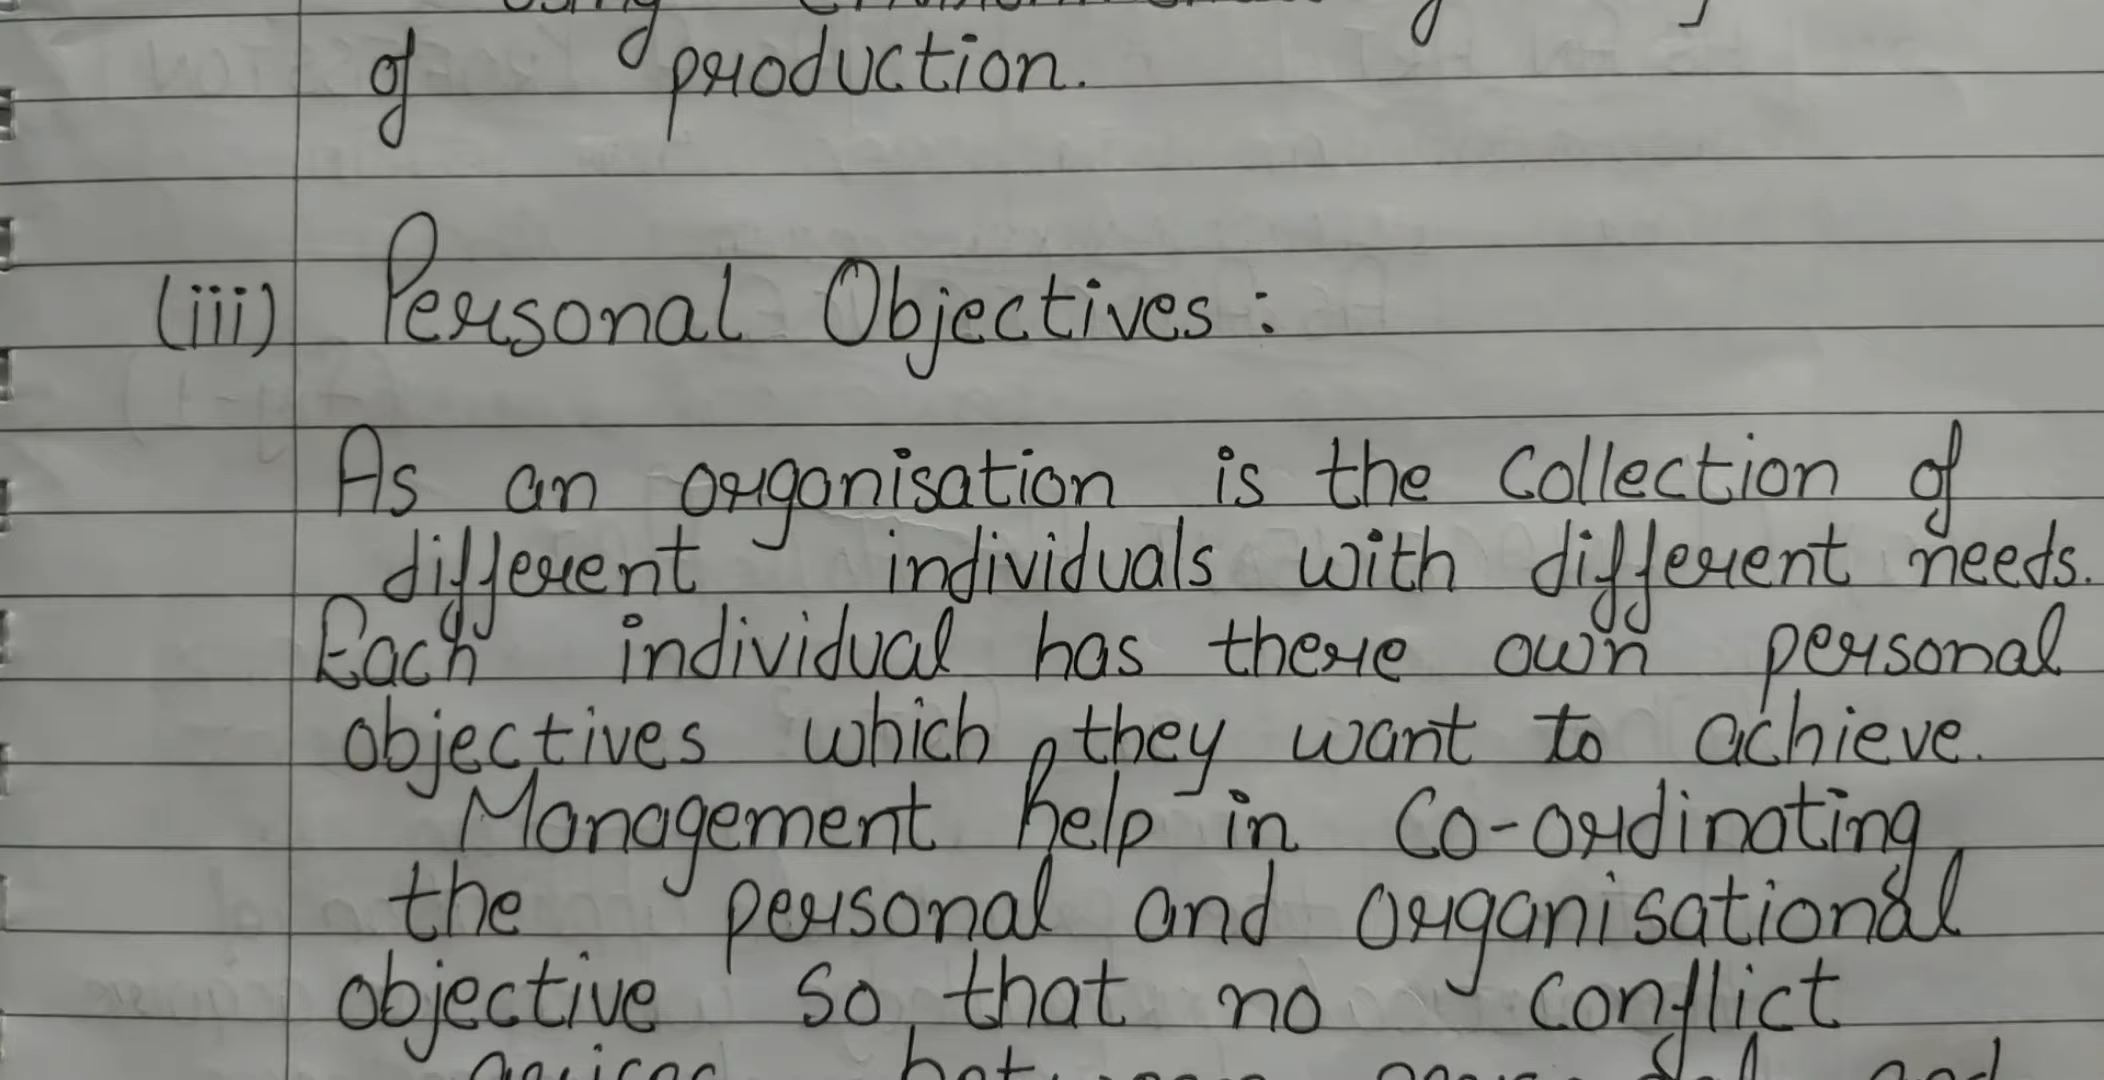 of production.
(iii) Personal Objectives:
As an organisation is the collection of
different individuals with different needs.
Each individual has there own personal
objectives which they want to achieve.
Management help in Co-ordinating
the personal and organisational
objective so that no conflict